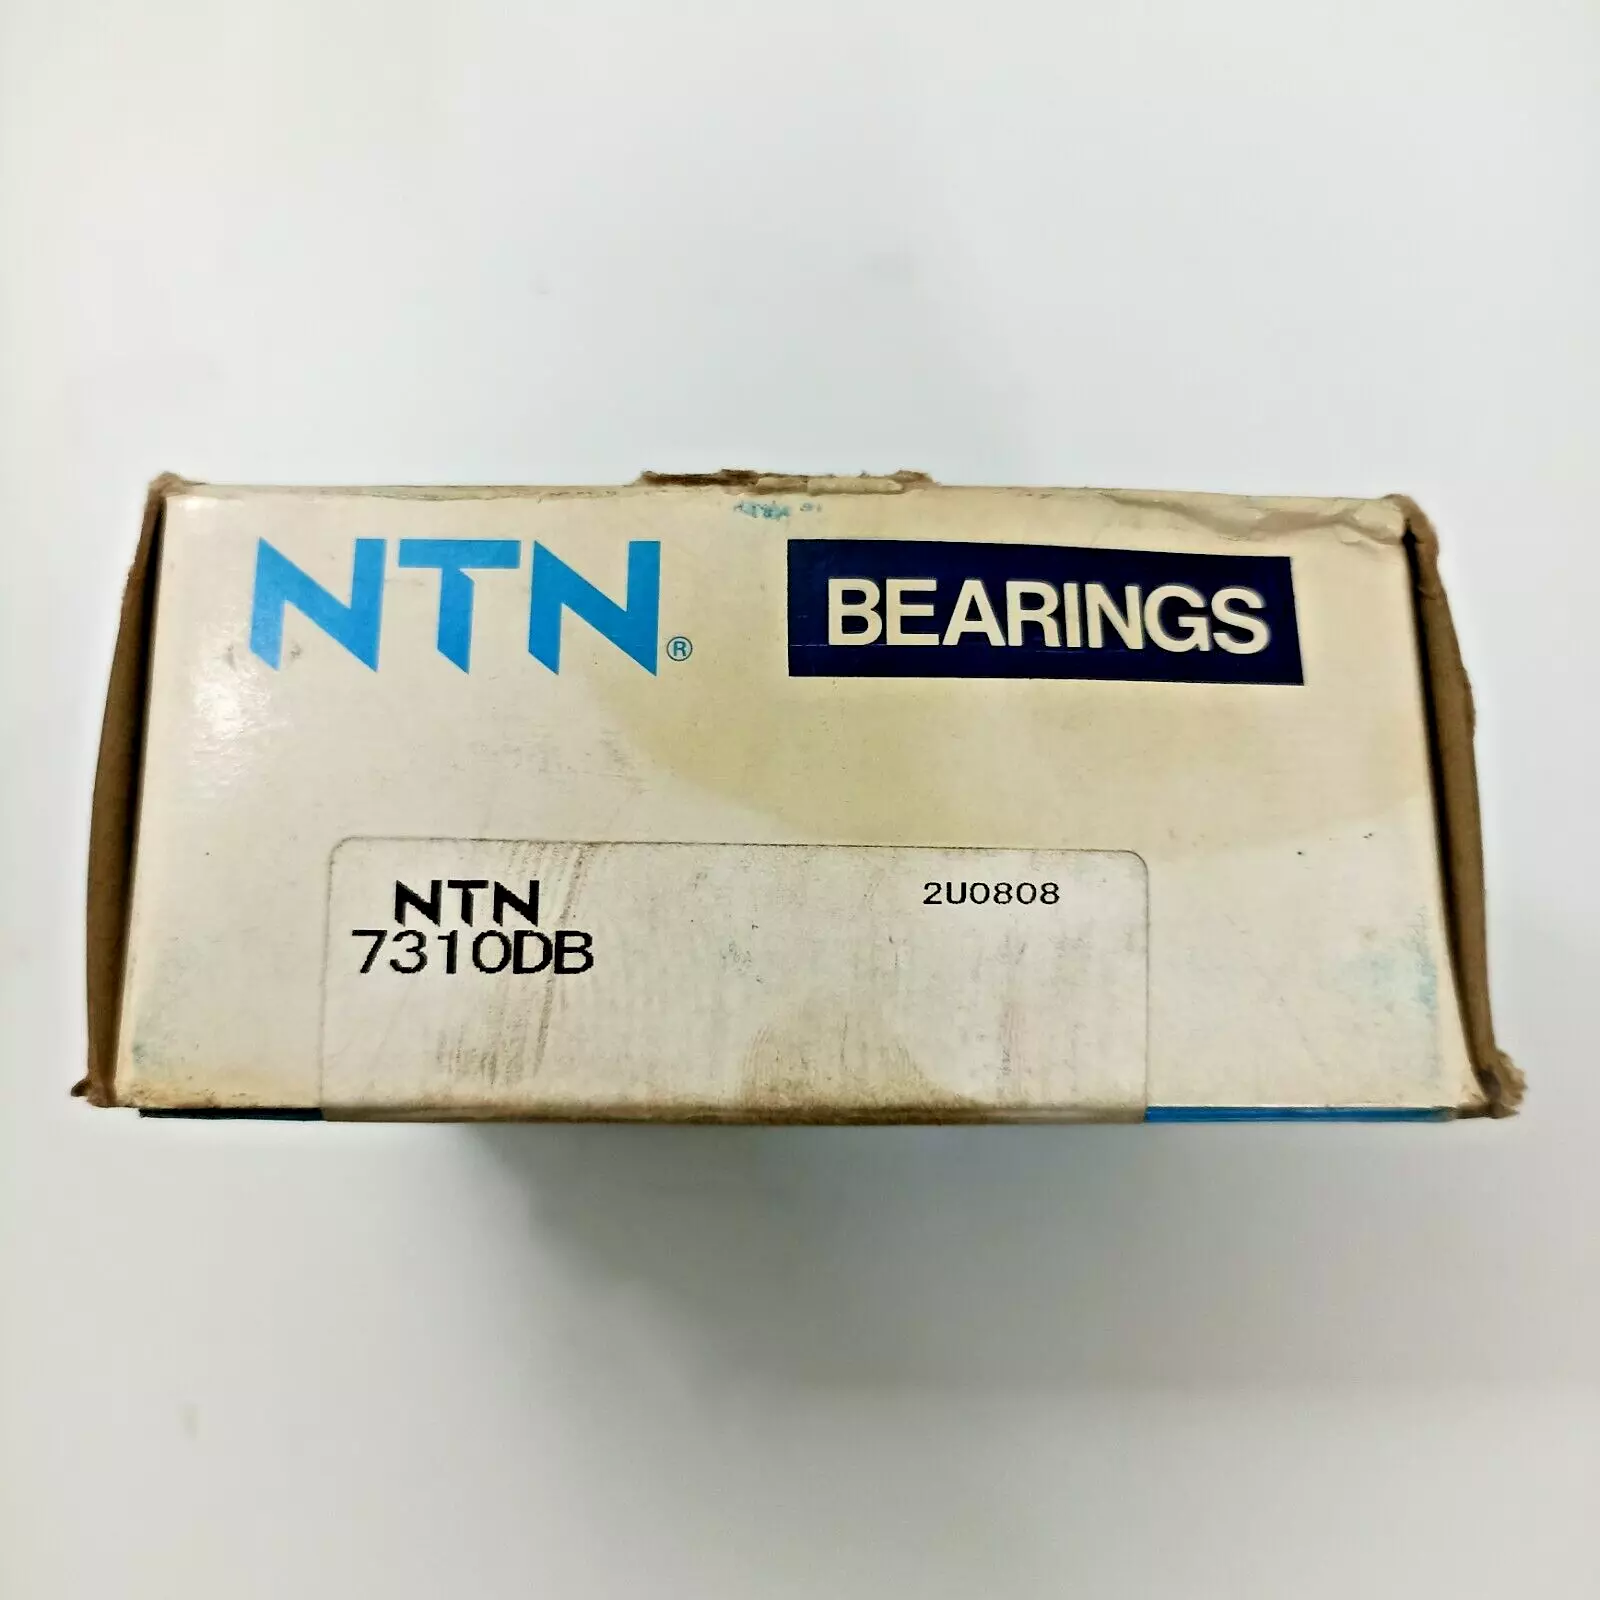 NTN® BEARINGS
NTN 2U0808
7310DB